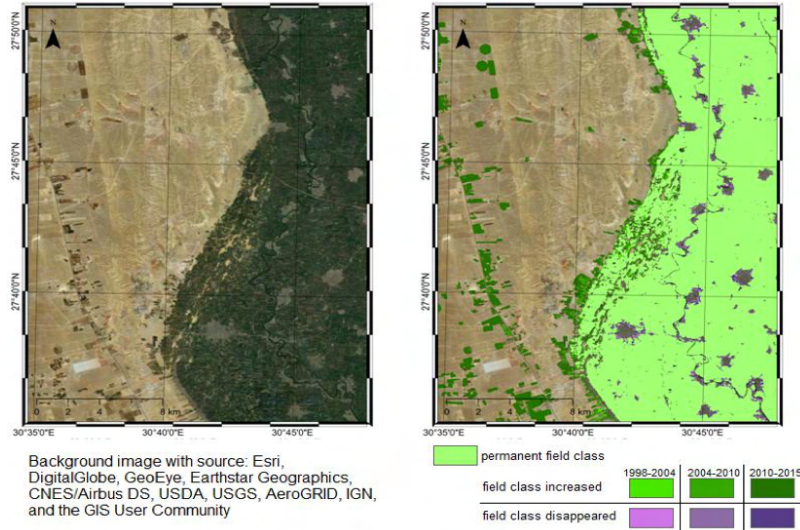 27°50'0"N
27°45'0"N
27°40'0"N
N
0 2 4 8 km
30°35'0"E 30°40'0"E 30°45'0"E
27°50'0"N
27°45'0"N
27°40'0"N
N
0 2 4 8 km
30°35'0"E 30°40'0"E 30°45'0"E
Background image with source: Esri,
DigitalGlobe, GeoEye, Earthstar Geographics,
CNES/Airbus DS, USDA, USGS, AeroGRID, IGN,
and the GIS User Community
permanent field class
1998-2004 2004-2010 2010-2015
field class increased
field class disappeared